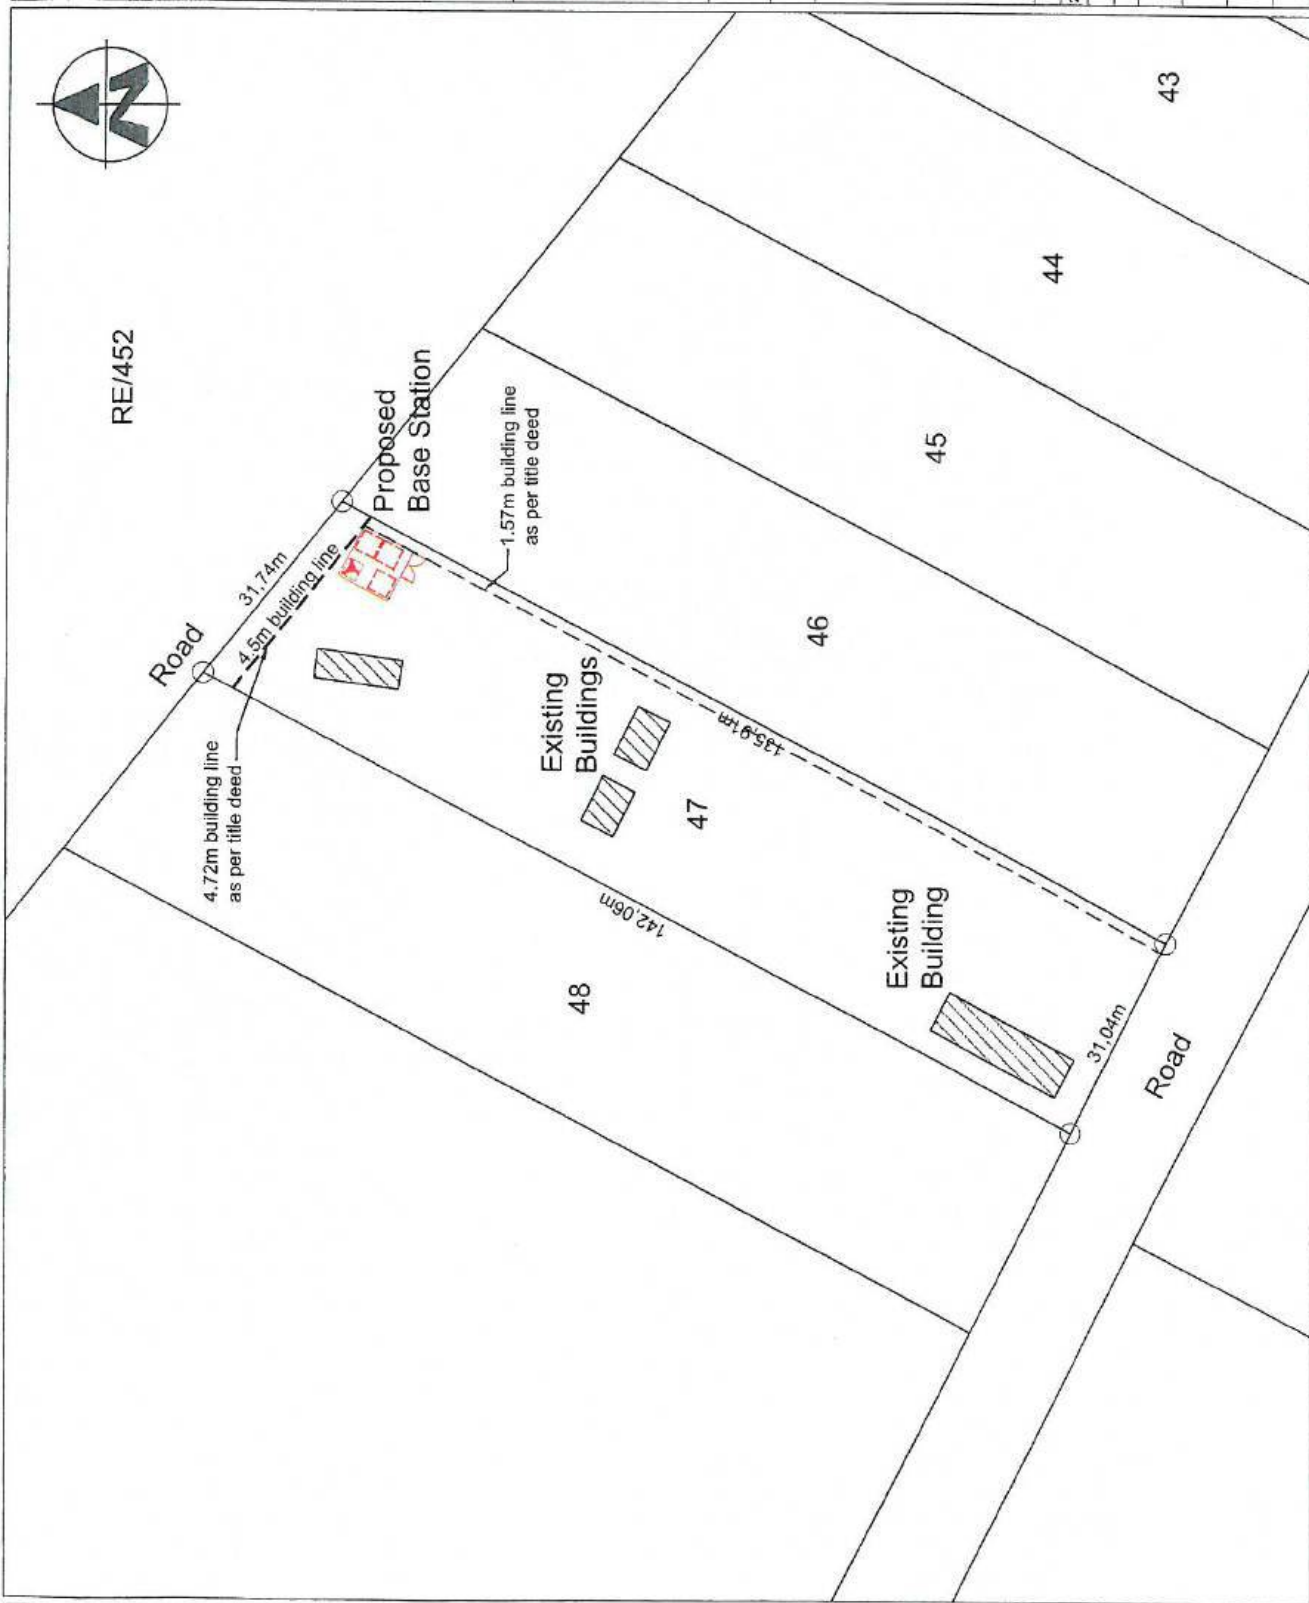 N
RE/452
Road
31,74m
4.5m building line
4.72m building line
as per title deed
Proposed
Base Station
1.57m building line
as per title deed
Existing
Buildings
48
142,06m
47
135,91m
46
45
44
43
Existing
Building
31,04m
Road